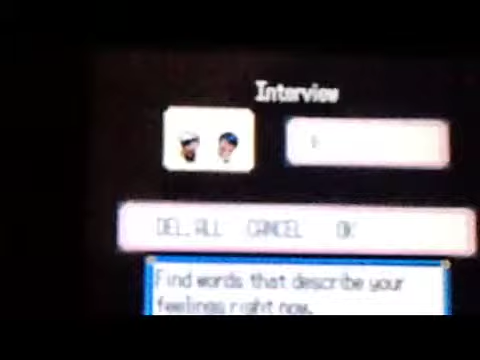 Interview
DEL. ALL CANCEL OK
Find words that describe your
feelings right now.